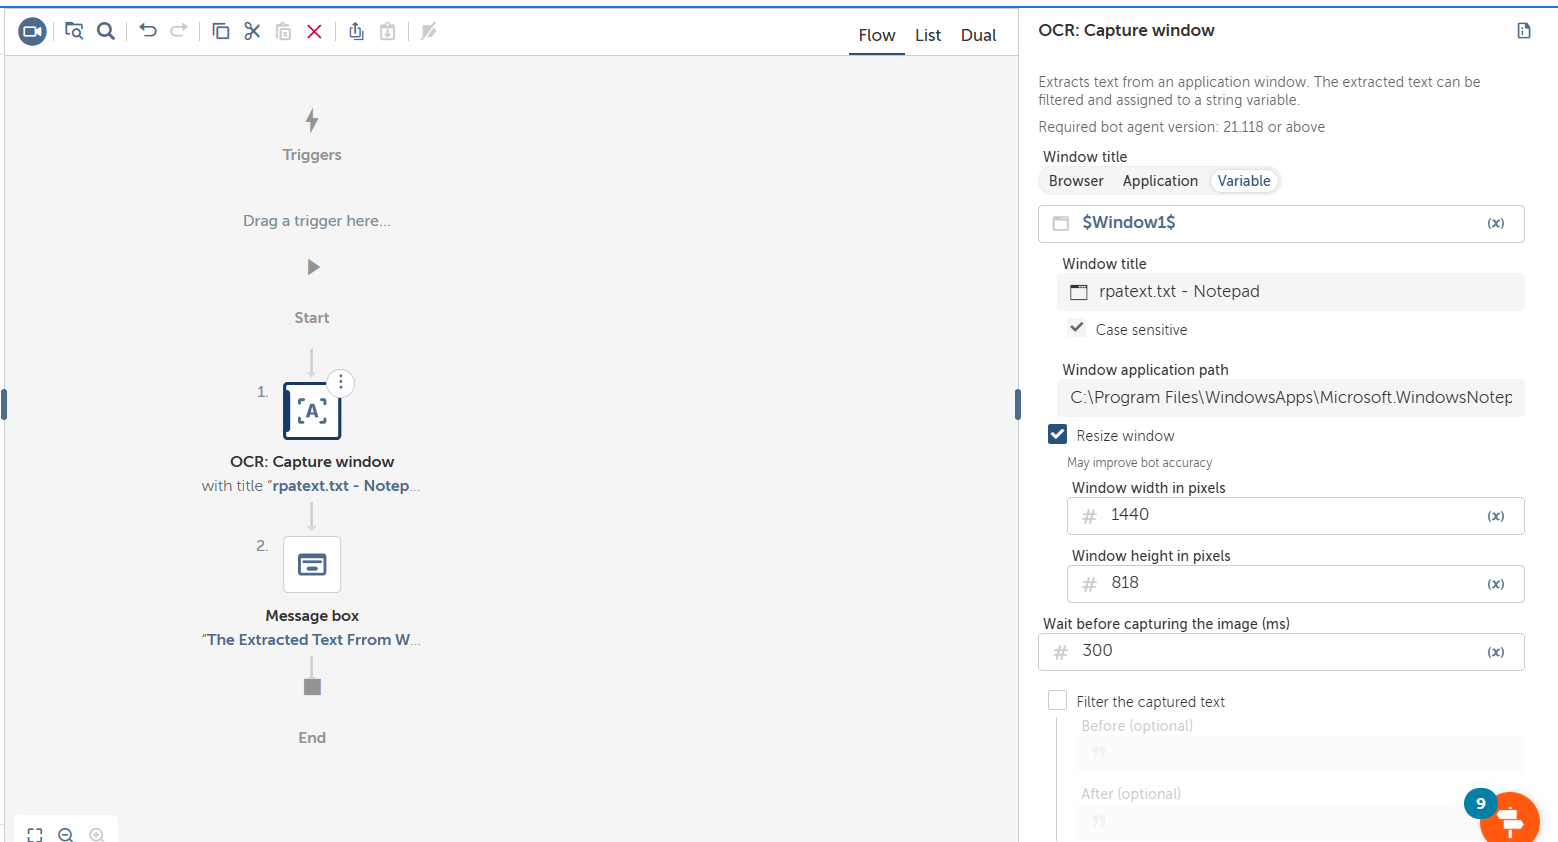 Flow List Dual
Triggers
Drag a trigger here...
Start
1.
A
OCR: Capture window
with title “rpatext.txt - Notep...
2.
Message box
“The Extracted Text Frrom W...
End
OCR: Capture window
Extracts text from an application window. The extracted text can be
filtered and assigned to a string variable.
Required bot agent version: 21.118 or above
Window title
Browser Application Variable
$Window1$ (x)
Window title
rpatext.txt - Notepad
Case sensitive
Window application path
C:\Program Files\WindowsApps\Microsoft.WindowsNotep
Resize window
May improve bot accuracy
Window width in pixels
# 1440 (x)
Window height in pixels
# 818 (x)
Wait before capturing the image (ms)
# 300 (x)
Filter the captured text
Before (optional)
”
After (optional)
”
9